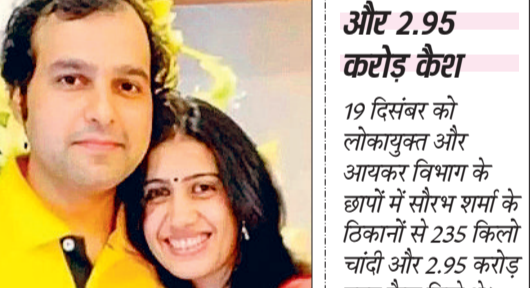 और 2.95
करोड़ कैश
19 दिसंबर को
लोकायुक्त और
आयकर विभाग के
छापों में सौरभ शर्मा के
ठिकानों से 235 किलो
चांदी और 2.95 करोड़